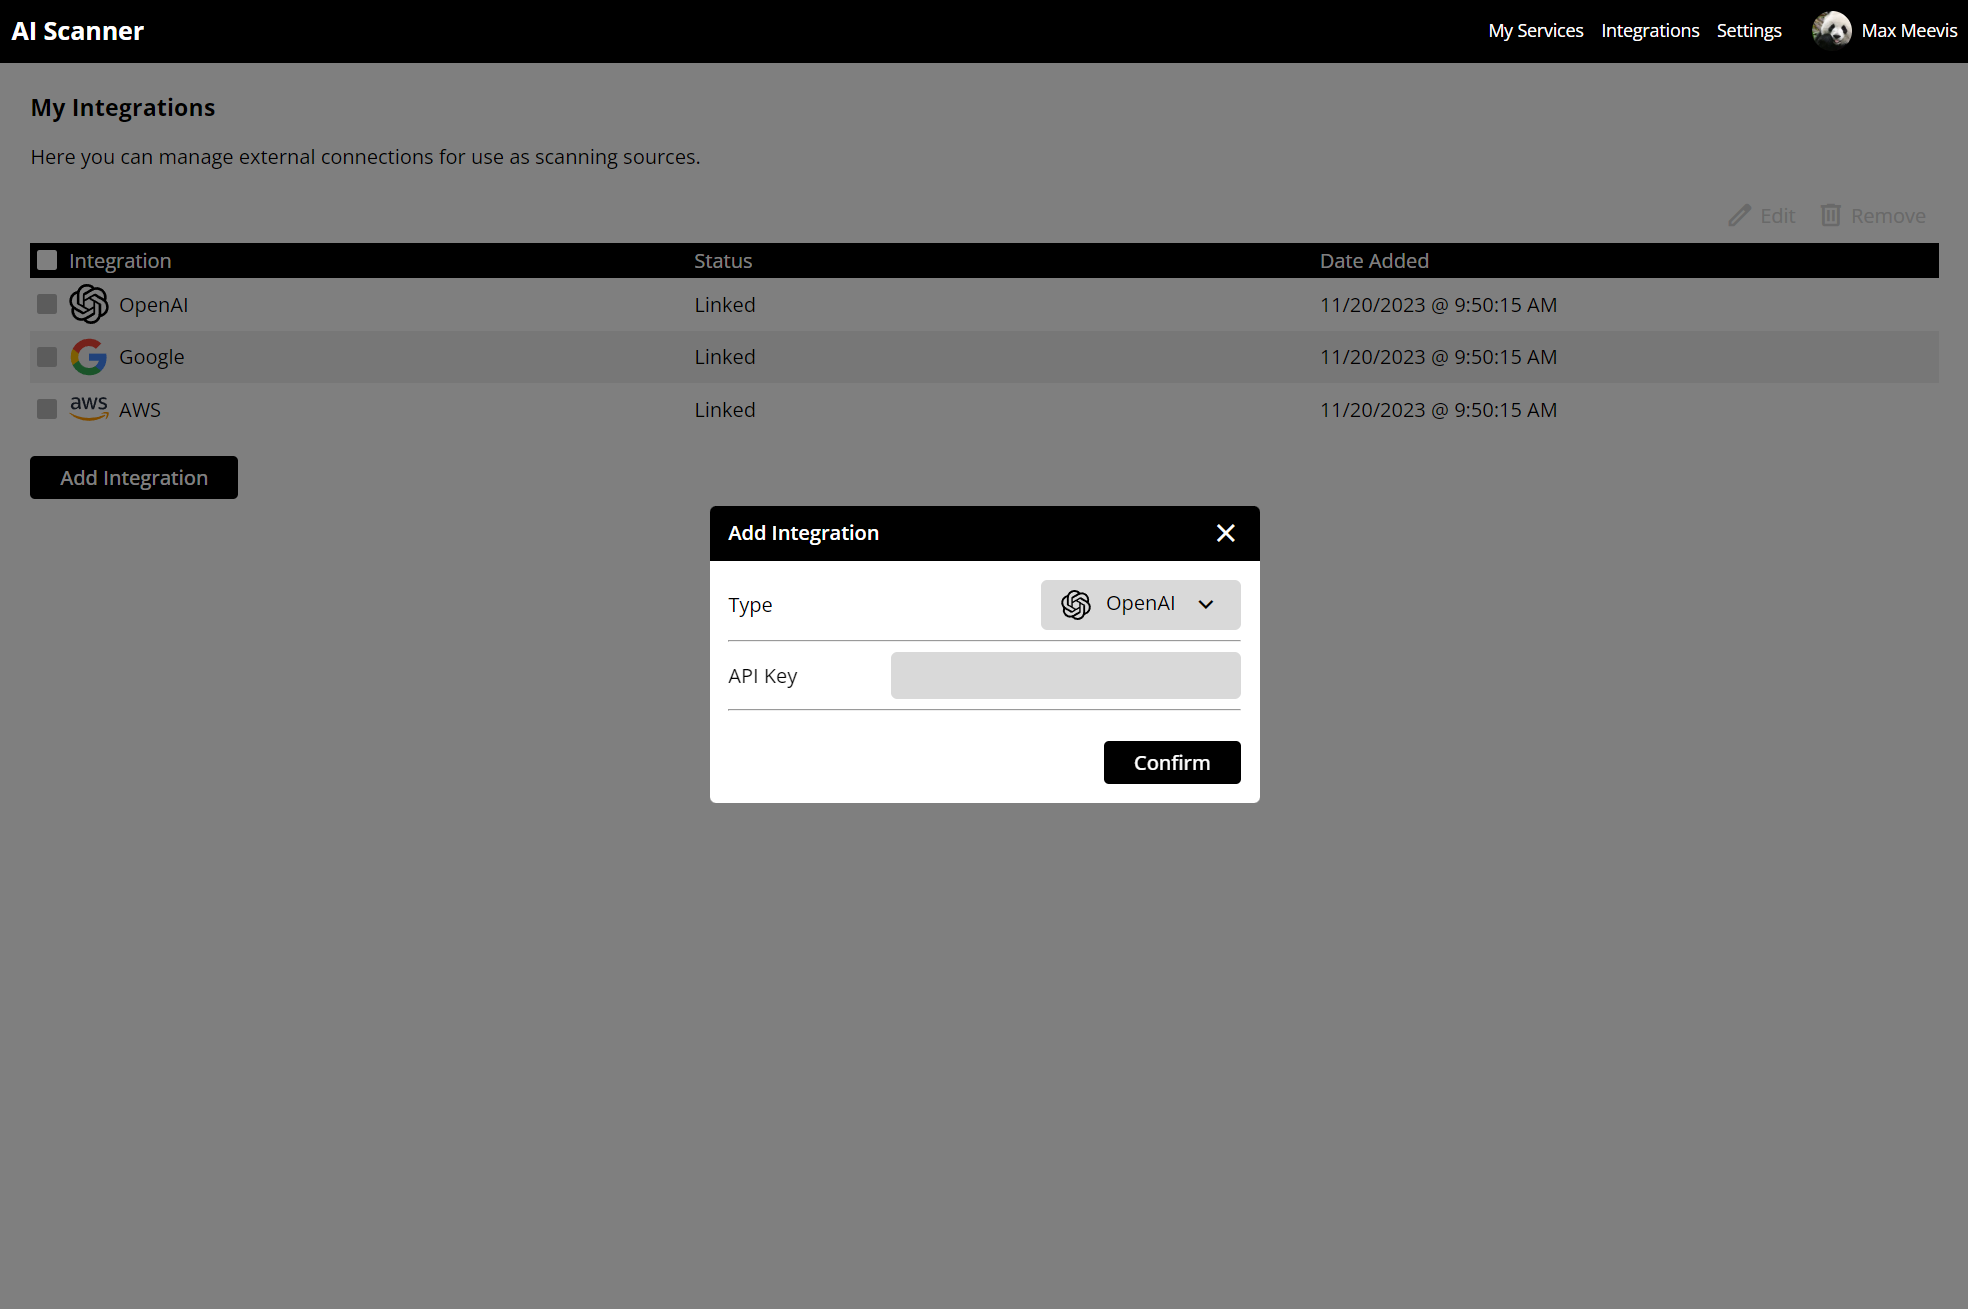 AI Scanner
My Services Integrations Settings Max Meevis
My Integrations
Here you can manage external connections for use as scanning sources.
Edit Remove
Integration Status Date Added
OpenAI Linked 11/20/2023 @ 9:50:15 AM
Google Linked 11/20/2023 @ 9:50:15 AM
aws AWS Linked 11/20/2023 @ 9:50:15 AM
Add Integration
Add Integration
Type OpenAI
API Key
Confirm